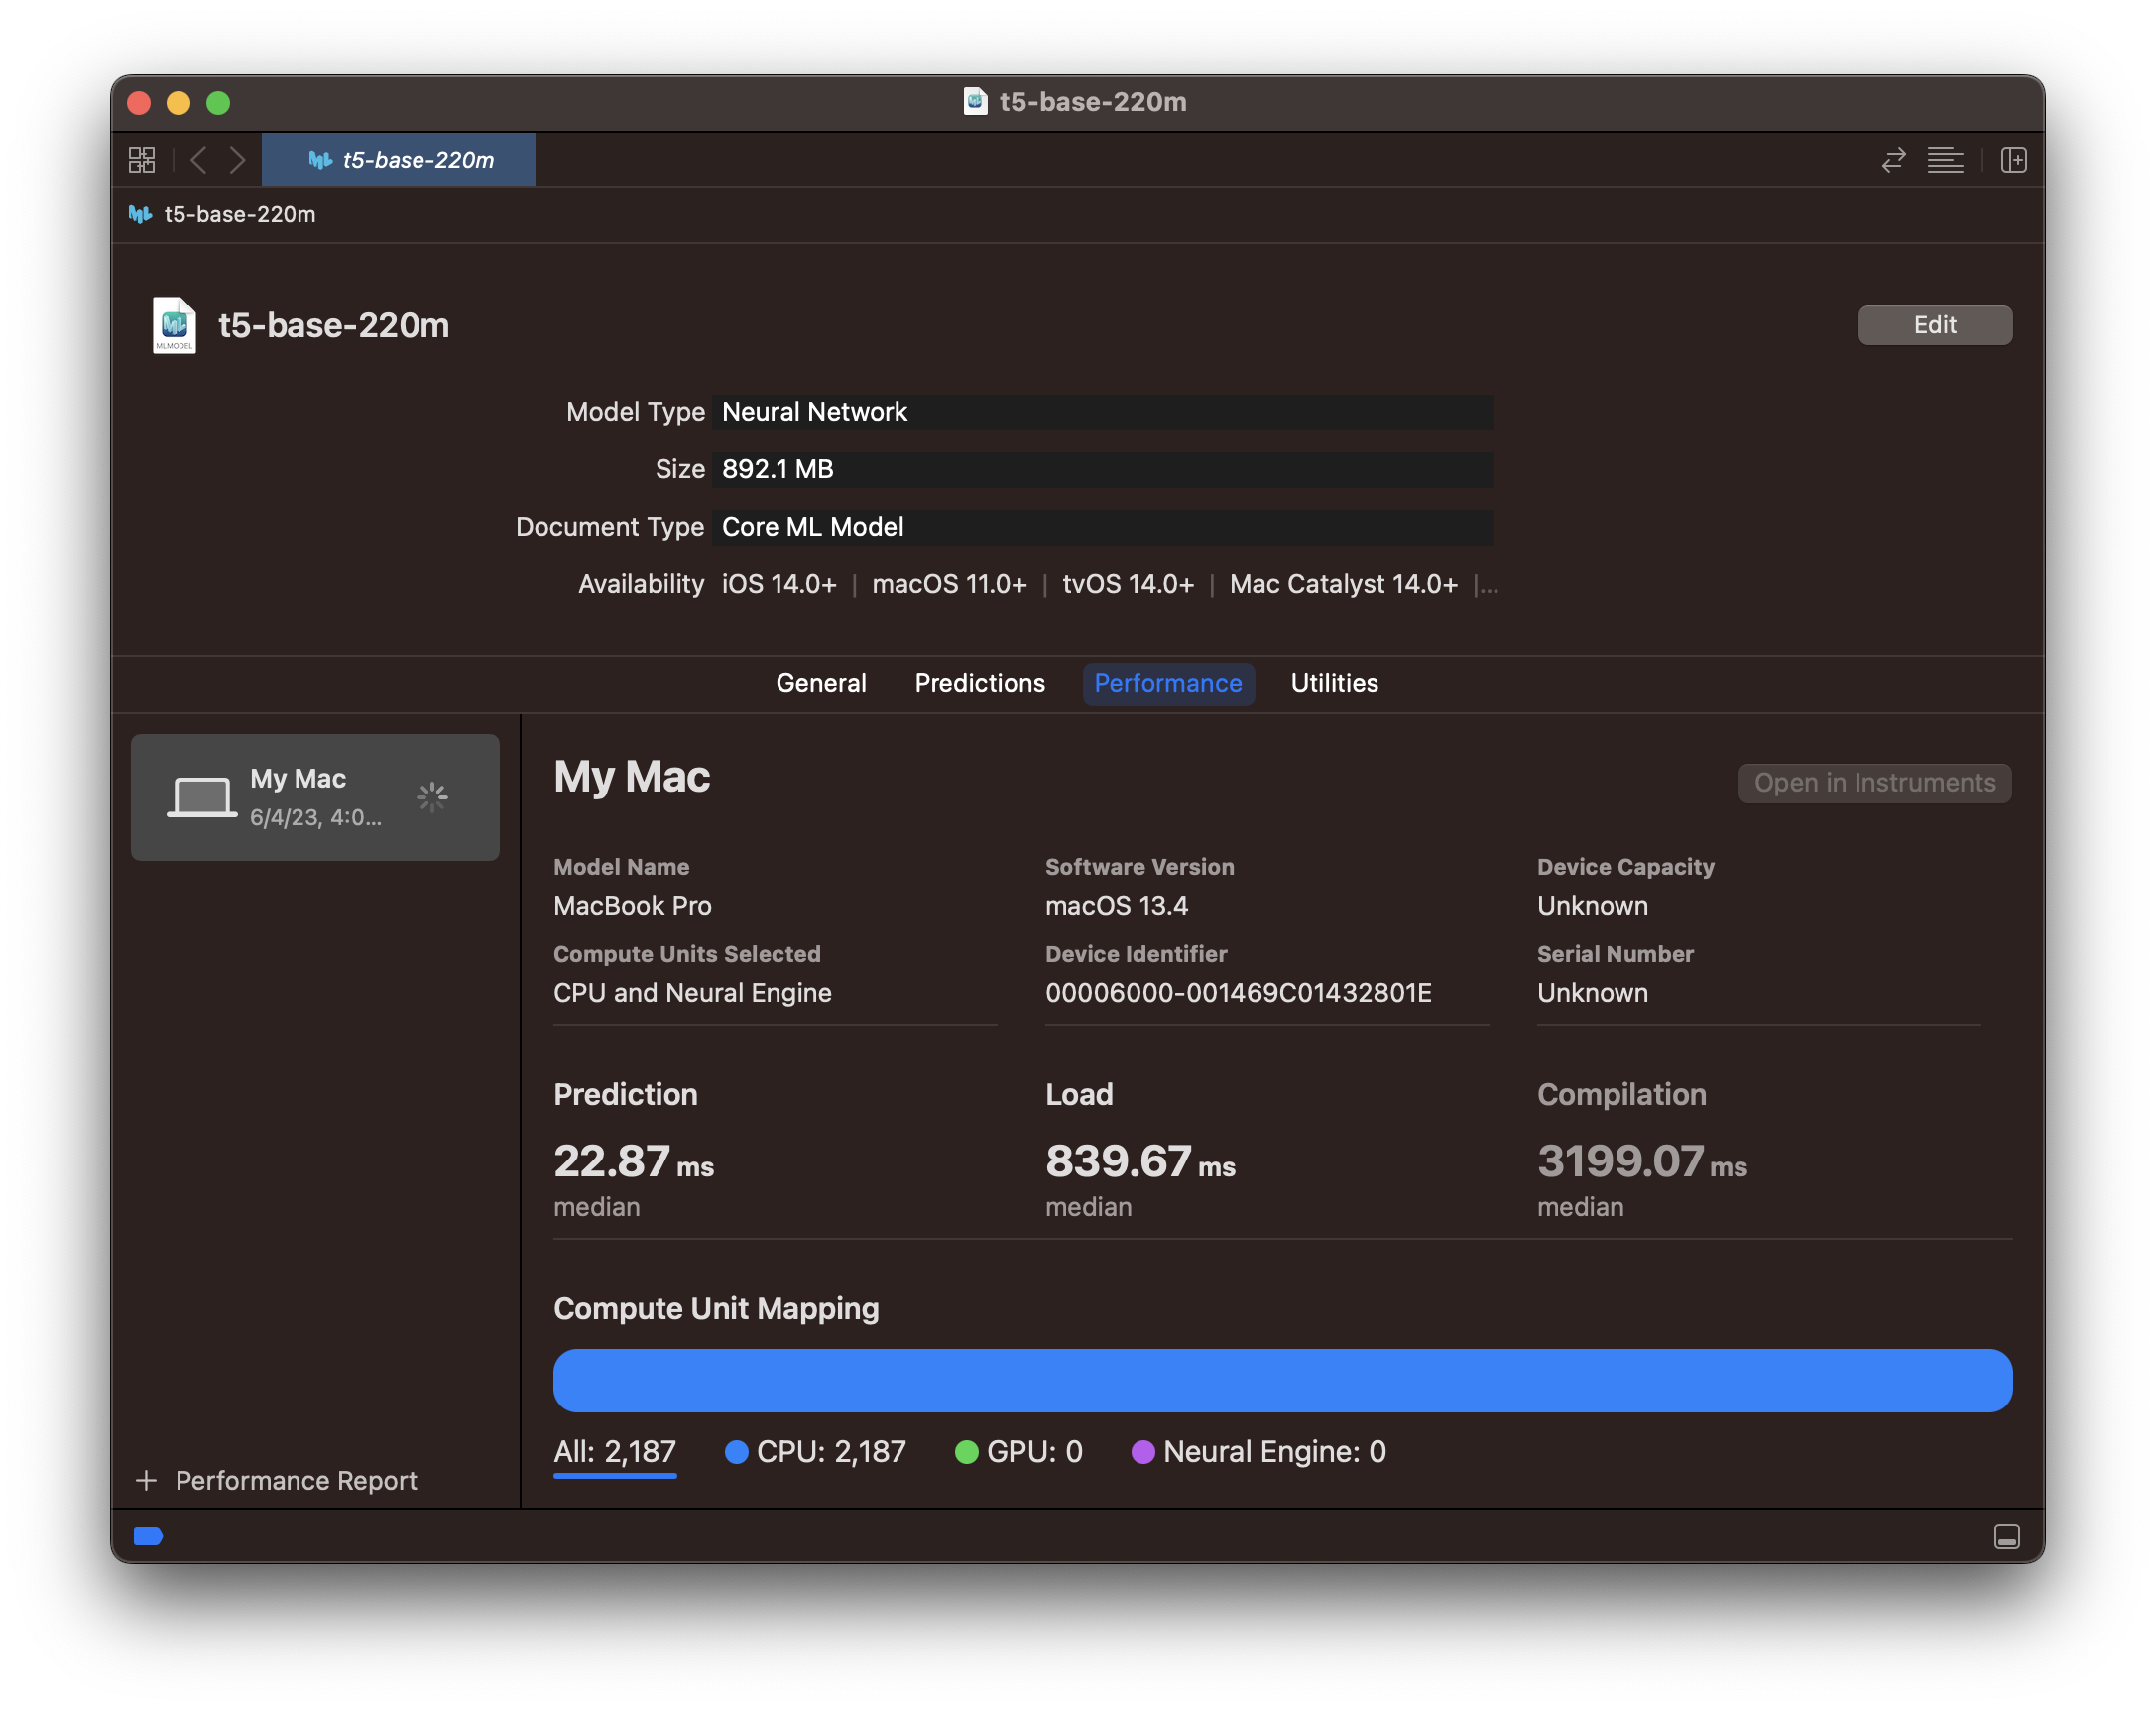 t5-base-220m
t5-base-220m
t5-base-220m
MLMODEL
t5-base-220m
Edit
Model Type Neural Network
Size 892.1 MB
Document Type Core ML Model
Availability iOS 14.0+ | macOS 11.0+ | tvOS 14.0+ | Mac Catalyst 14.0+ |...
General Predictions Performance Utilities
My Mac
6/4/23, 4:0...
My Mac
Open in Instruments
Model Name Software Version Device Capacity
MacBook Pro macOS 13.4 Unknown
Compute Units Selected Device Identifier Serial Number
CPU and Neural Engine 00006000-001469C01432801E Unknown
Prediction Load Compilation
22.87 ms 839.67 ms 3199.07 ms
median median median
Compute Unit Mapping
All: 2,187 CPU: 2,187 GPU: 0 Neural Engine: 0
+ Performance Report